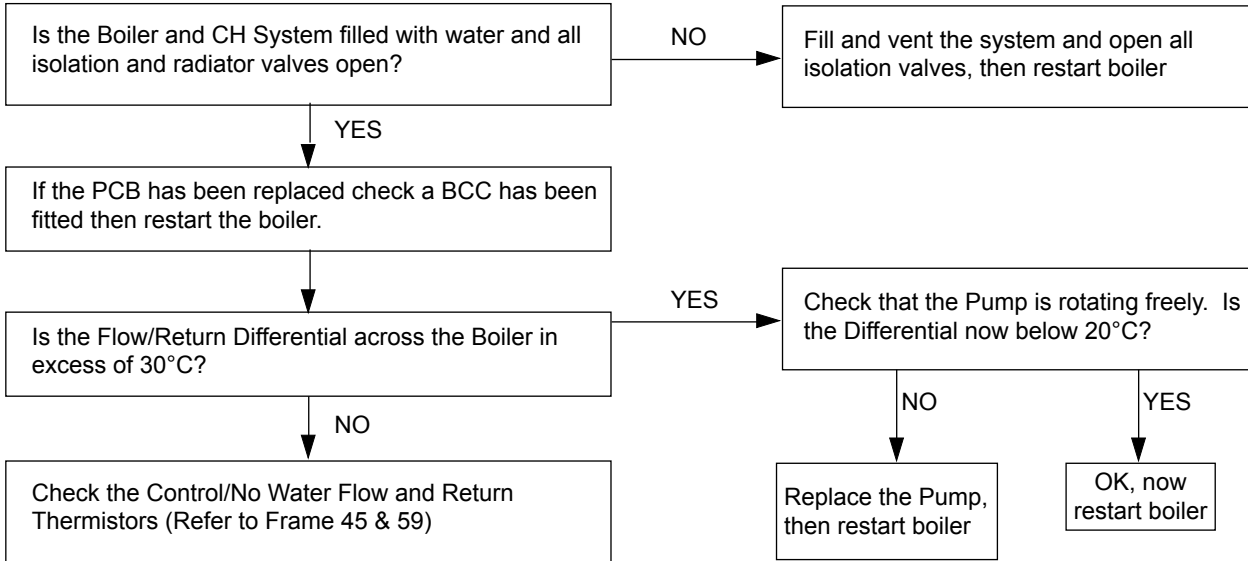 Is the Boiler and CH System filled with water and all
isolation and radiator valves open?
NO
Fill and vent the system and open all
isolation valves, then restart boiler
YES
If the PCB has been replaced check a BCC has been
fitted then restart the boiler.
Is the Flow/Return Differential across the Boiler in
excess of 30°C?
YES
Check that the Pump is rotating freely.  Is
the Differential now below 20°C?
NO
Check the Control/No Water Flow and Return
Thermistors (Refer to Frame 45 & 59)
NO
Replace the Pump,
then restart boiler
YES
OK, now
restart boiler